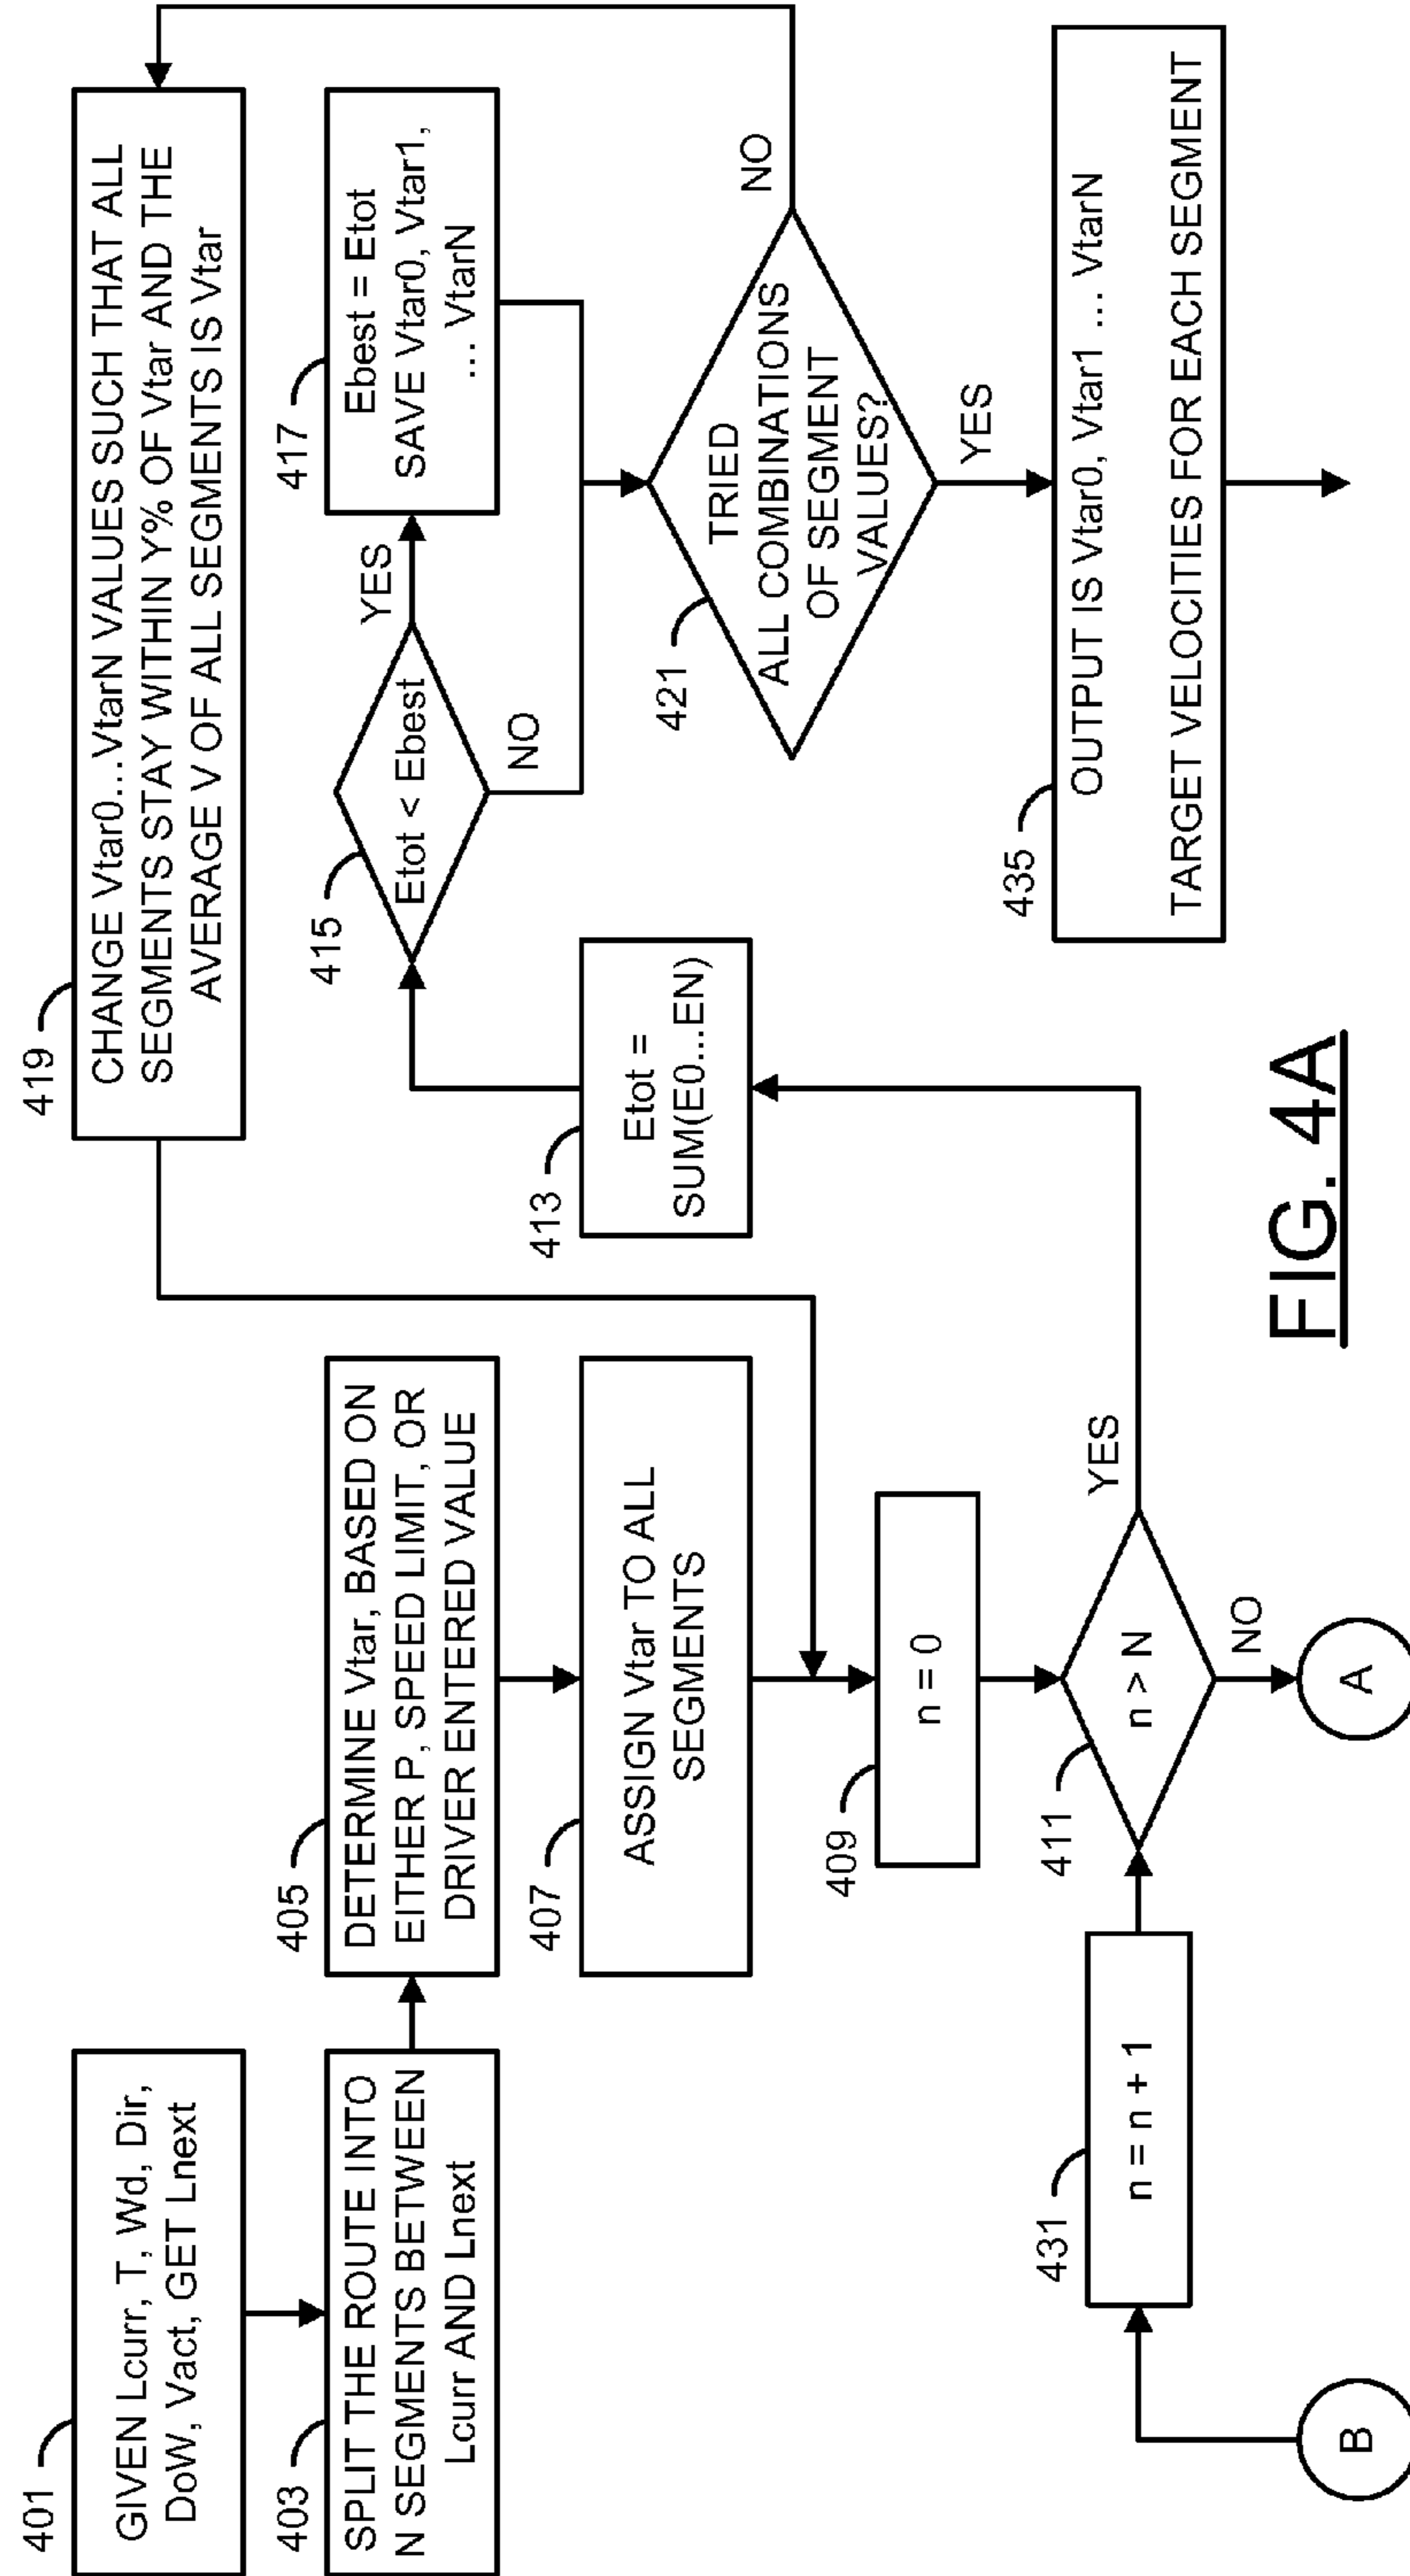 401
GIVEN Lcurr, T, Wd, Dir,
DoW, Vact, GET Lnext
403
SPLIT THE ROUTE INTO
N SEGMENTS BETWEEN
Lcurr AND Lnext
405
DETERMINE Vtar, BASED ON
EITHER P, SPEED LIMIT, OR
DRIVER ENTERED VALUE
407
ASSIGN Vtar TO ALL
SEGMENTS
409
n = 0
411
n > N
YES
NO
A
B
431
n = n + 1
413
Etot =
SUM(E0...EN)
415
Etot < Ebest
YES
NO
417
Ebest = Etot
SAVE Vtar0, Vtar1,
... VtarN
419
CHANGE Vtar0...VtarN VALUES SUCH THAT ALL
SEGMENTS STAY WITHIN Y% OF Vtar AND THE
AVERAGE V OF ALL SEGMENTS IS Vtar
421
TRIED
ALL COMBINATIONS
OF SEGMENT
VALUES?
NO
YES
435
OUTPUT IS Vtar0, Vtar1 ... VtarN
TARGET VELOCITIES FOR EACH SEGMENT
FIG. 4A